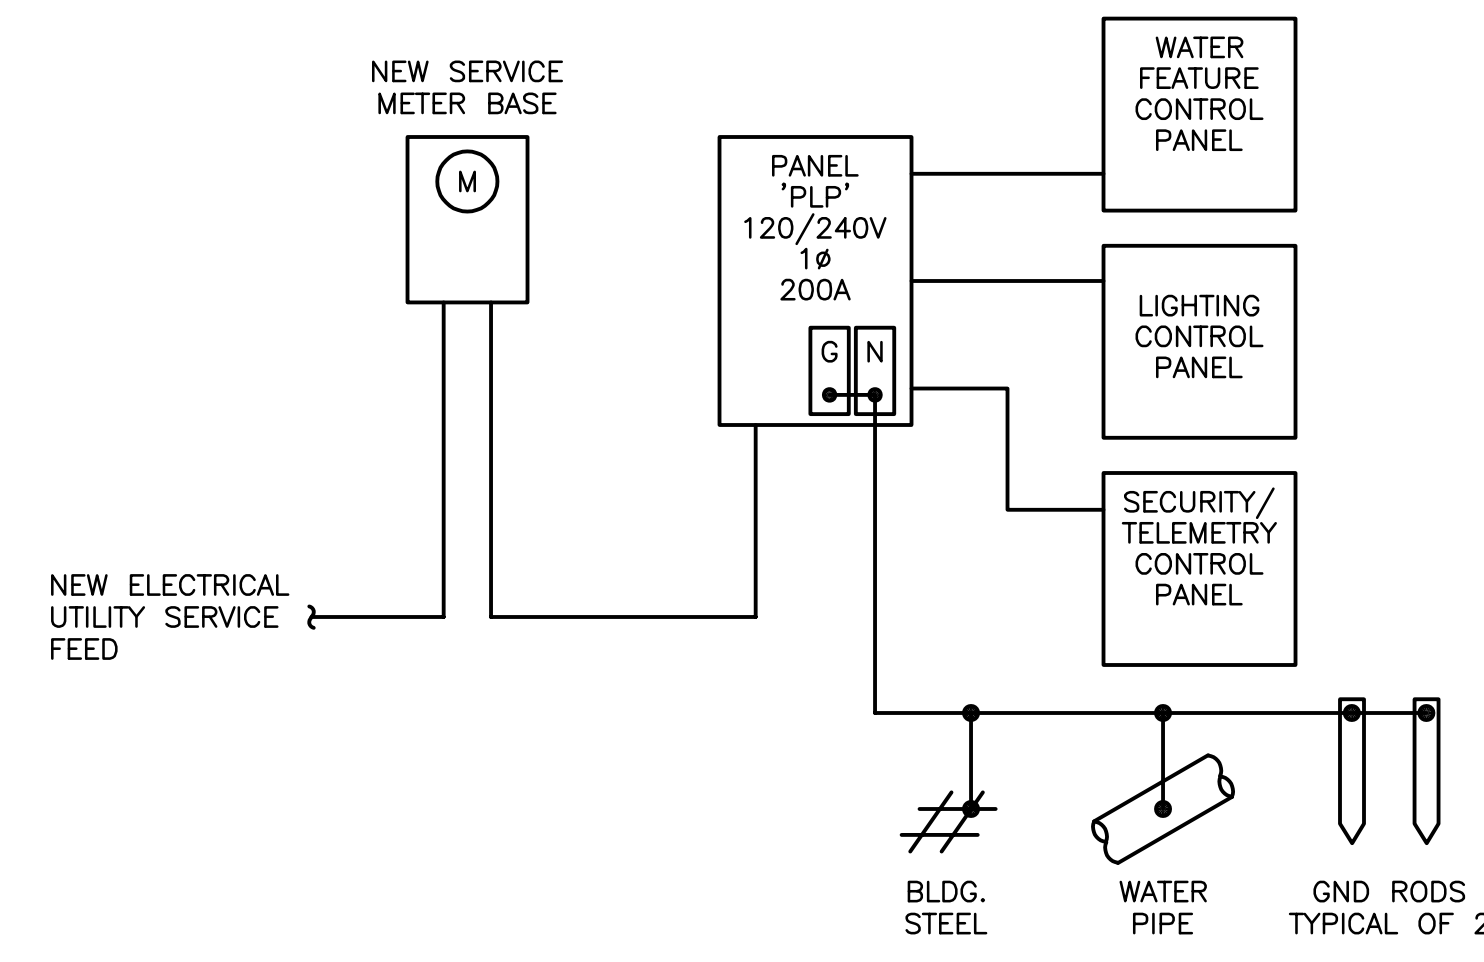 NEW SERVICE
METER BASE
M
PANEL
'PLP'
120/240V
1ø
200A
G N
WATER
FEATURE
CONTROL
PANEL
LIGHTING
CONTROL
PANEL
SECURITY/
TELEMETRY
CONTROL
PANEL
NEW ELECTRICAL
UTILITY SERVICE
FEED
BLDG.
STEEL
WATER
PIPE
GND RODS
TYPICAL OF 2